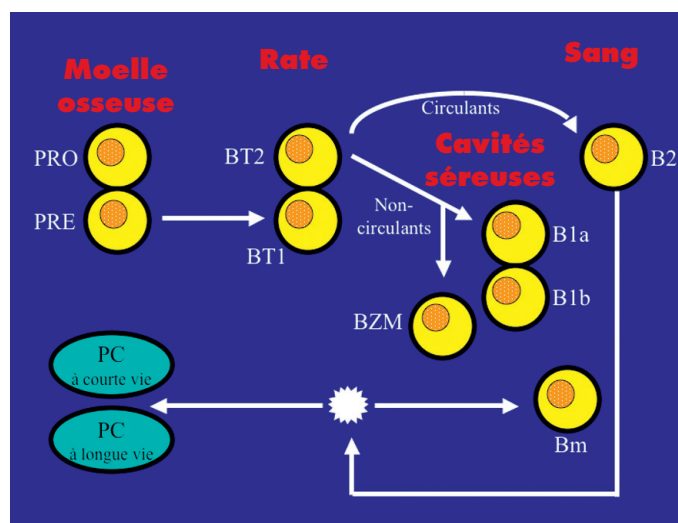 Moelle
osseuse
Rate
Sang
Circulants
Cavités
séreuses
PRO
BT2
B2
PRE
BT1
Non-
circulants
B1a
B1b
BZM
PC
à courte vie
PC
à longue vie
Bm